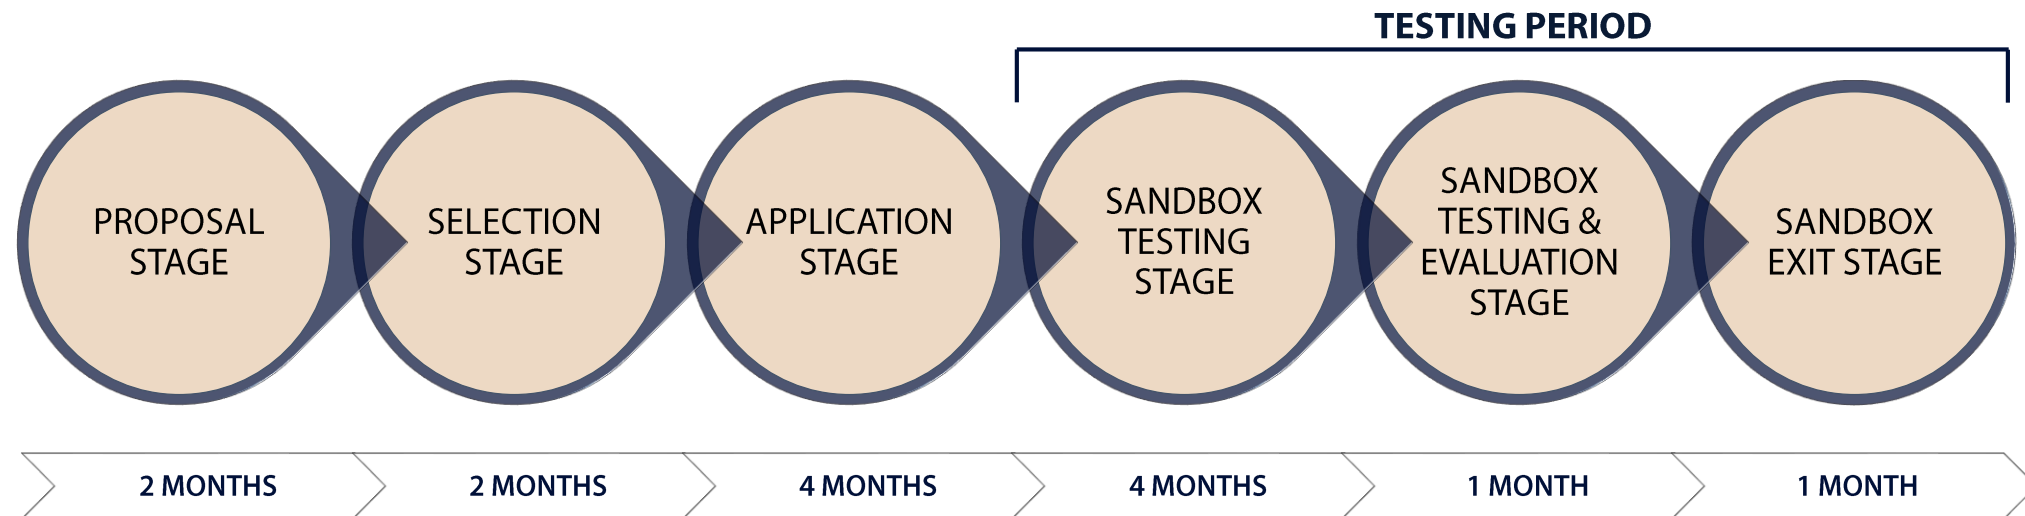 TESTING PERIOD
PROPOSAL
STAGE
SELECTION
STAGE
APPLICATION
STAGE
SANDBOX
TESTING
STAGE
SANDBOX
TESTING &
EVALUATION
STAGE
SANDBOX
EXIT STAGE
2 MONTHS
2 MONTHS
4 MONTHS
4 MONTHS
1 MONTH
1 MONTH